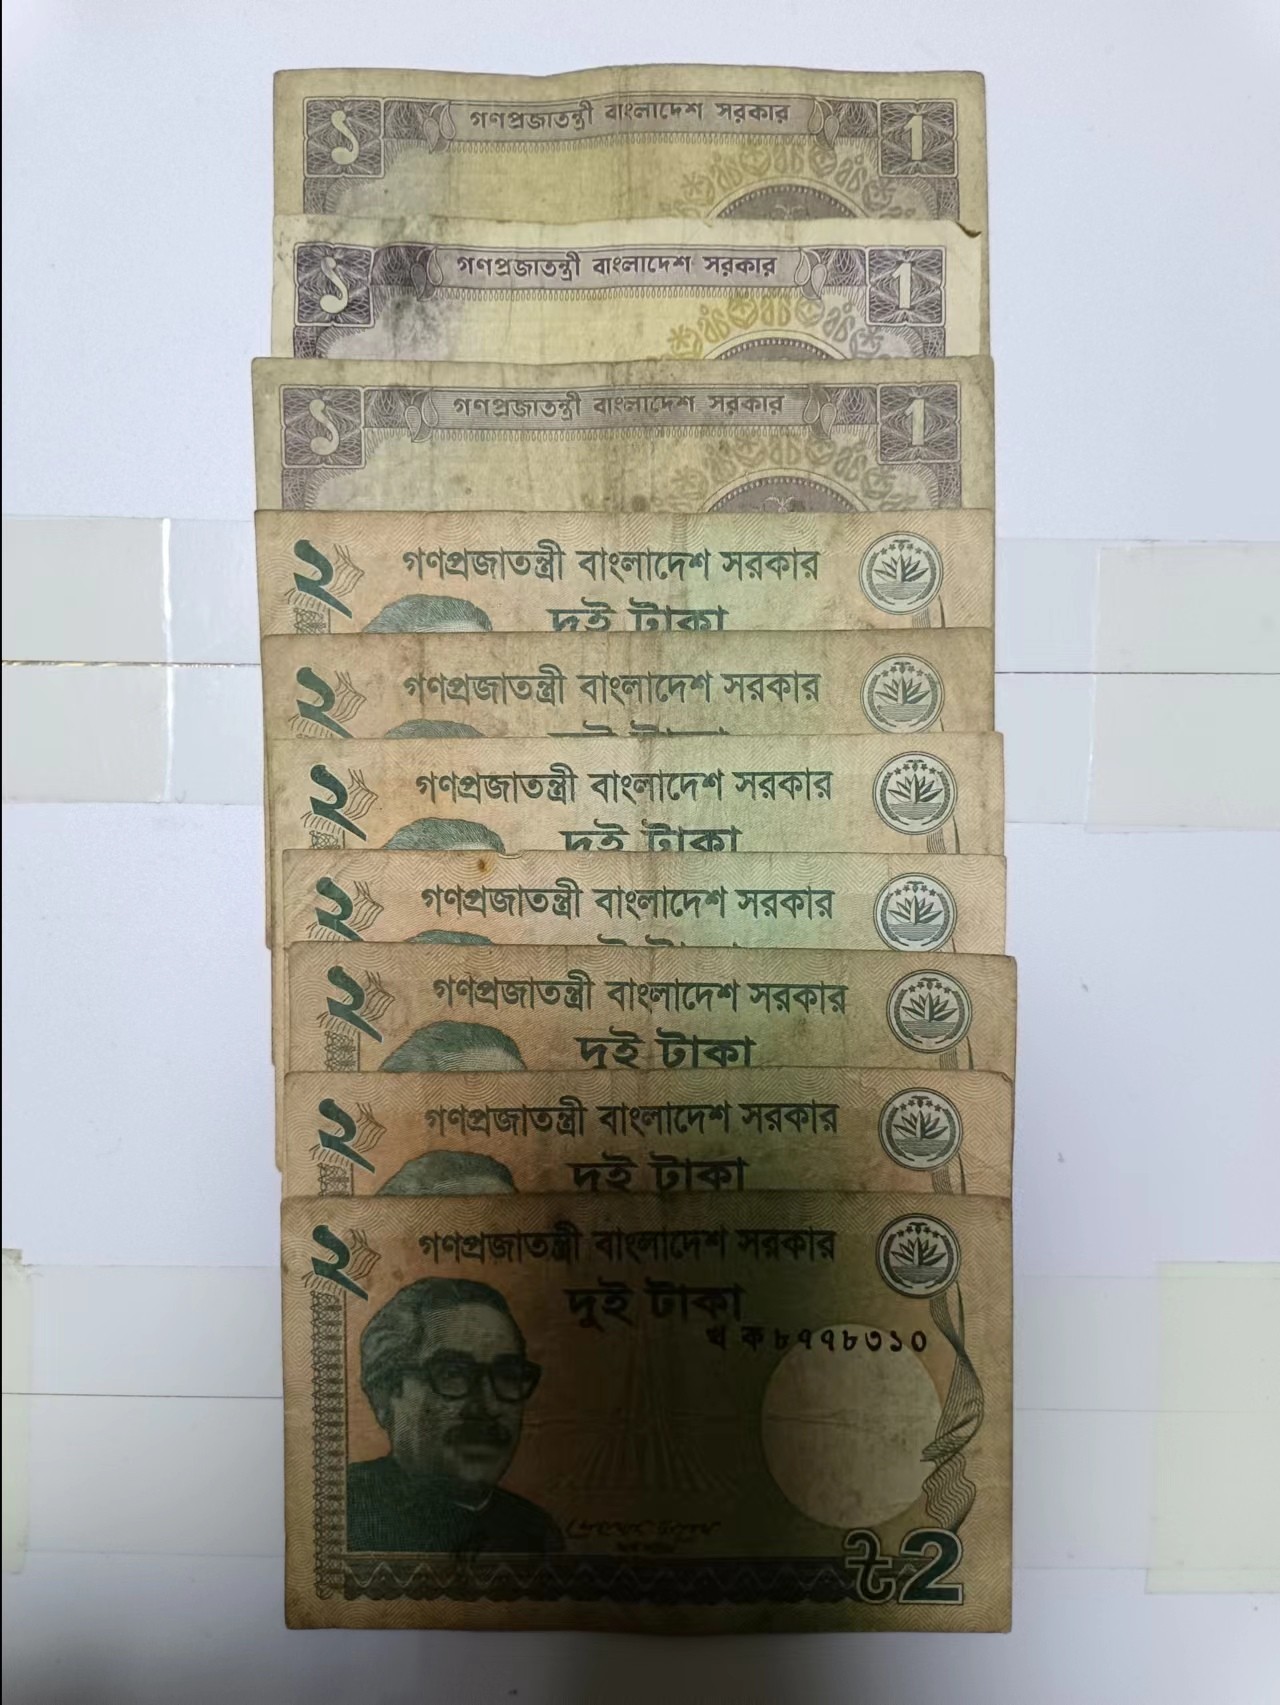 ১ গণপ্রজাতন্ত্রী বাংলাদেশ সরকার 1
১ গণপ্রজাতন্ত্রী বাংলাদেশ সরকার 1
১ গণপ্রজাতন্ত্রী বাংলাদেশ সরকার 1
২ গণপ্রজাতন্ত্রী বাংলাদেশ সরকার
দুই টাকা
২ গণপ্রজাতন্ত্রী বাংলাদেশ সরকার
২ গণপ্রজাতন্ত্রী বাংলাদেশ সরকার
দুই টাকা
২ গণপ্রজাতন্ত্রী বাংলাদেশ সরকার
২ গণপ্রজাতন্ত্রী বাংলাদেশ সরকার
দুই টাকা
২ গণপ্রজাতন্ত্রী বাংলাদেশ সরকার
দুই টাকা
২ গণপ্রজাতন্ত্রী বাংলাদেশ সরকার
দুই টাকা
খ ক ৮৭৭৮৩১০
৳2